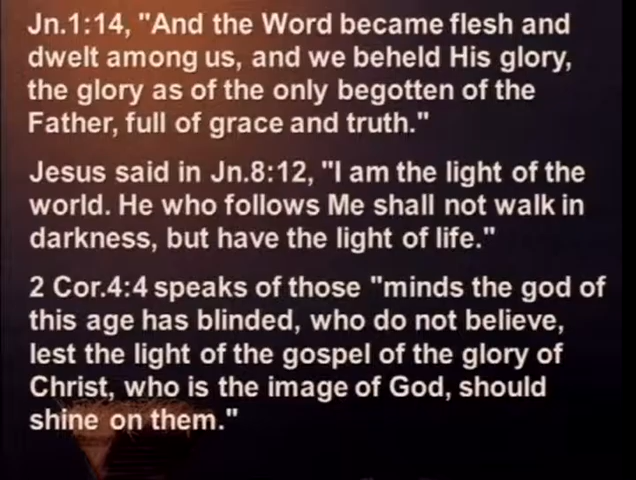 Jn.1:14, "And the Word became flesh and
dwelt among us, and we beheld His glory,
the glory as of the only begotten of the
Father, full of grace and truth."
Jesus said in Jn.8:12, "I am the light of the
world. He who follows Me shall not walk in
darkness, but have the light of life."
2 Cor.4:4 speaks of those "minds the god of
this age has blinded, who do not believe,
lest the light of the gospel of the glory of
Christ, who is the image of God, should
shine on them."